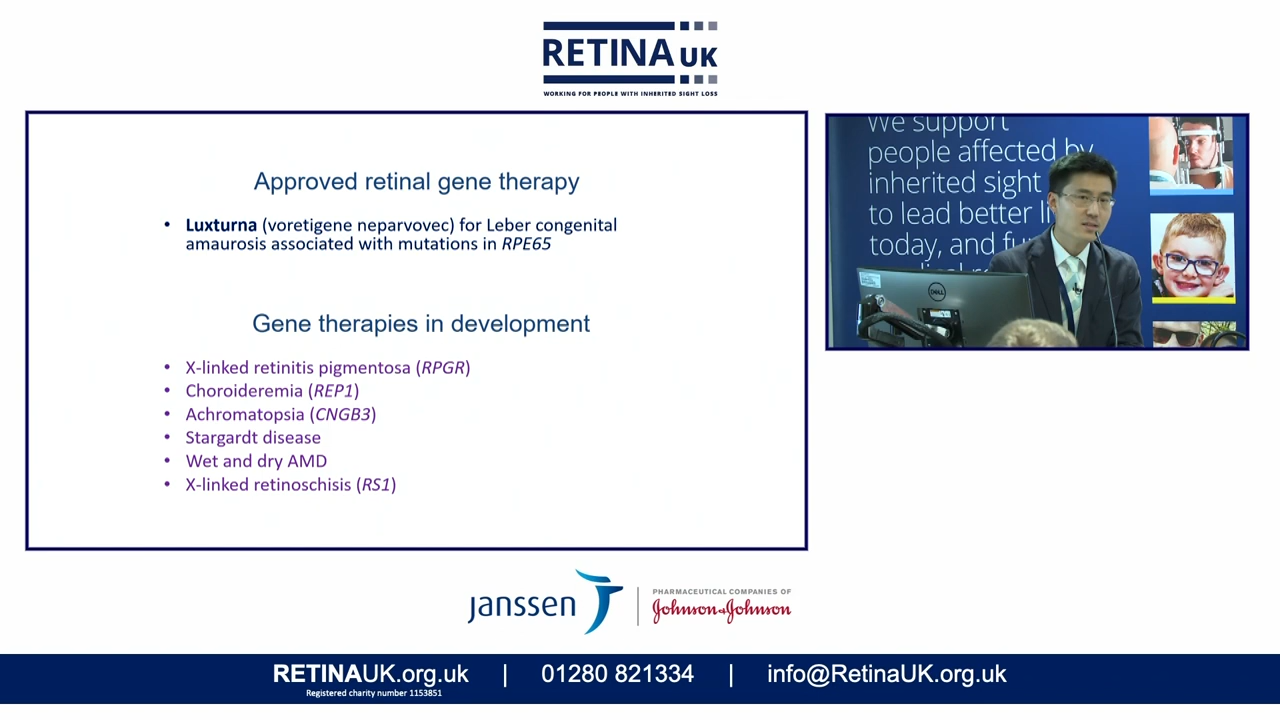 RETINA UK
WORKING FOR PEOPLE WITH INHERITED SIGHT LOSS
Approved retinal gene therapy
• Luxturna (voretigene neparvovec) for Leber congenital
amaurosis associated with mutations in RPE65
Gene therapies in development
• X-linked retinitis pigmentosa (RPGR)
• Choroideremia (REP1)
• Achromatopsia (CNGB3)
• Stargardt disease
• Wet and dry AMD
• X-linked retinoschisis (RS1)
We support
people affected by
inherited sight
to lead better li
today, and fu
DELL
janssen
PHARMACEUTICAL COMPANIES OF
Johnson & Johnson
RETINAUK.org.uk | 01280 821334 | info@RetinaUK.org.uk
Registered charity number 1153851